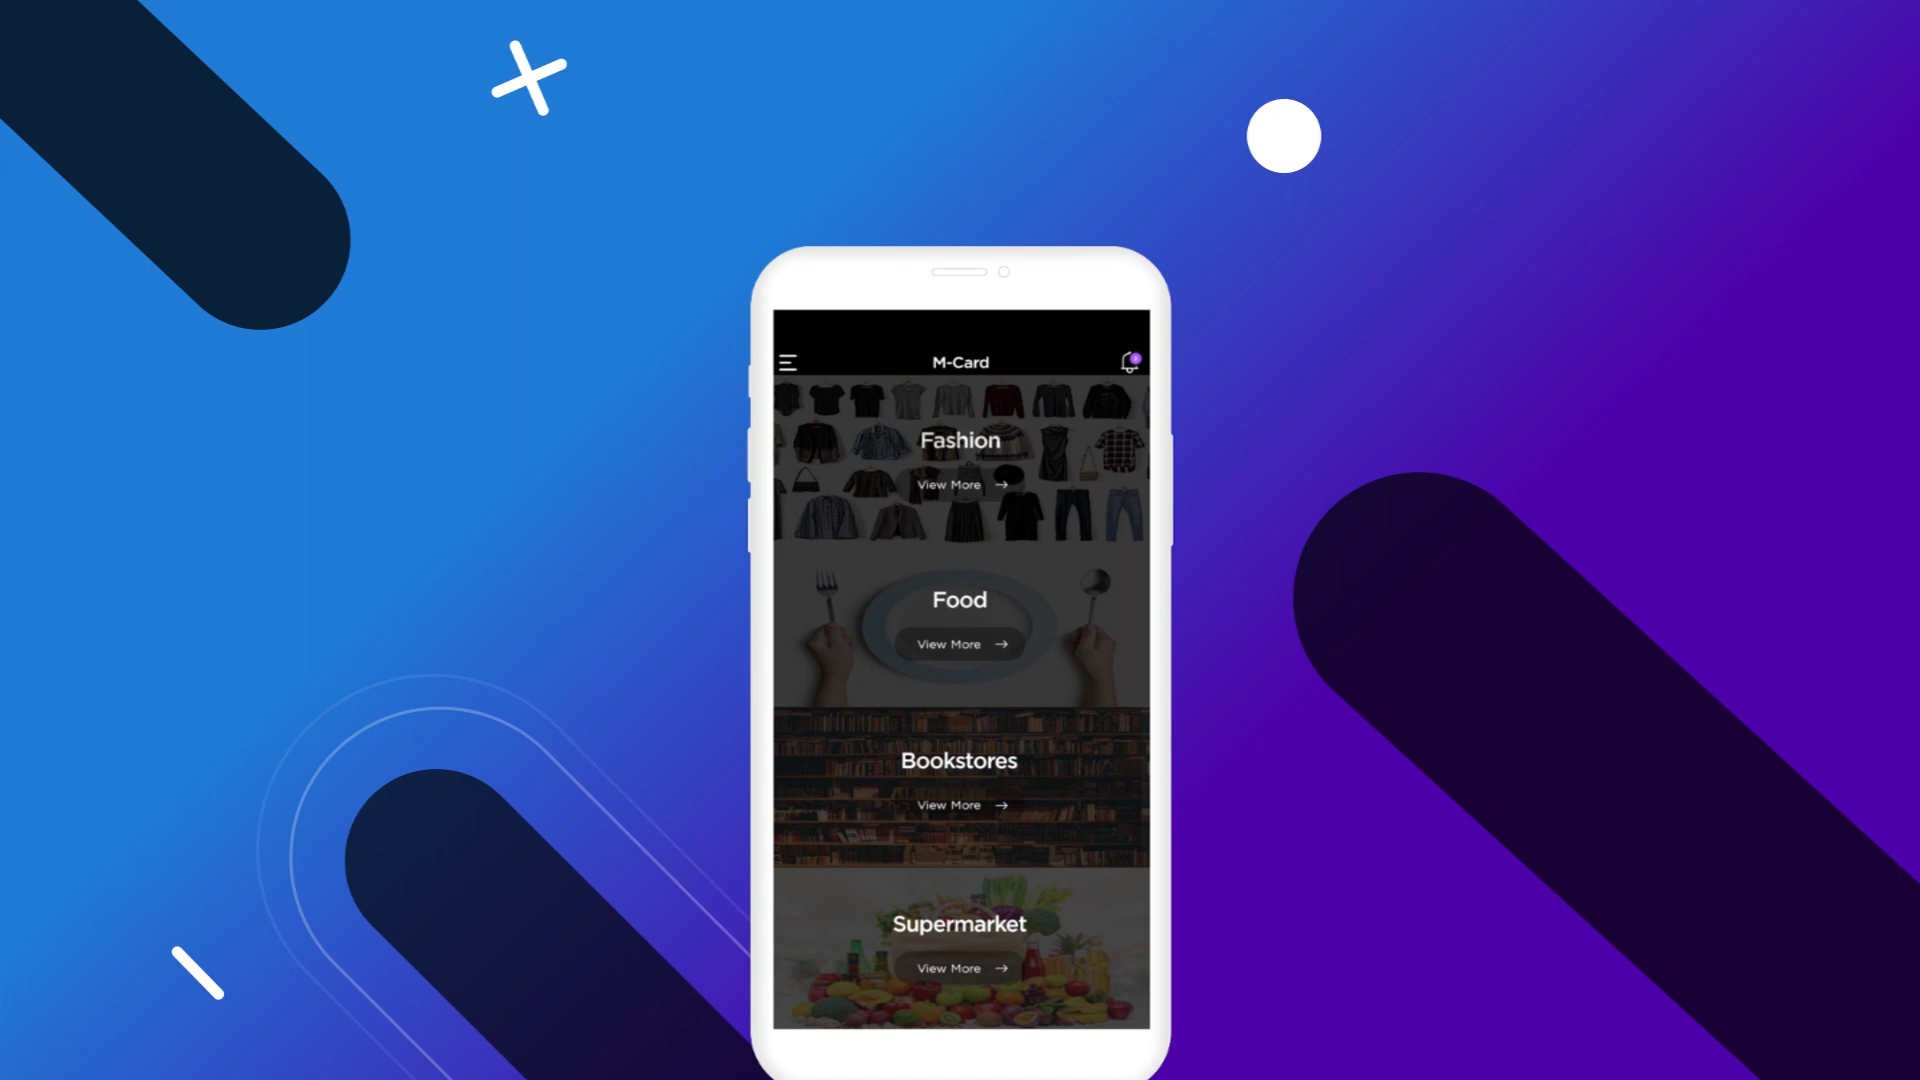 M-Card
Fashion
View More →
Food
View More →
Bookstores
View More →
Supermarket
View More →